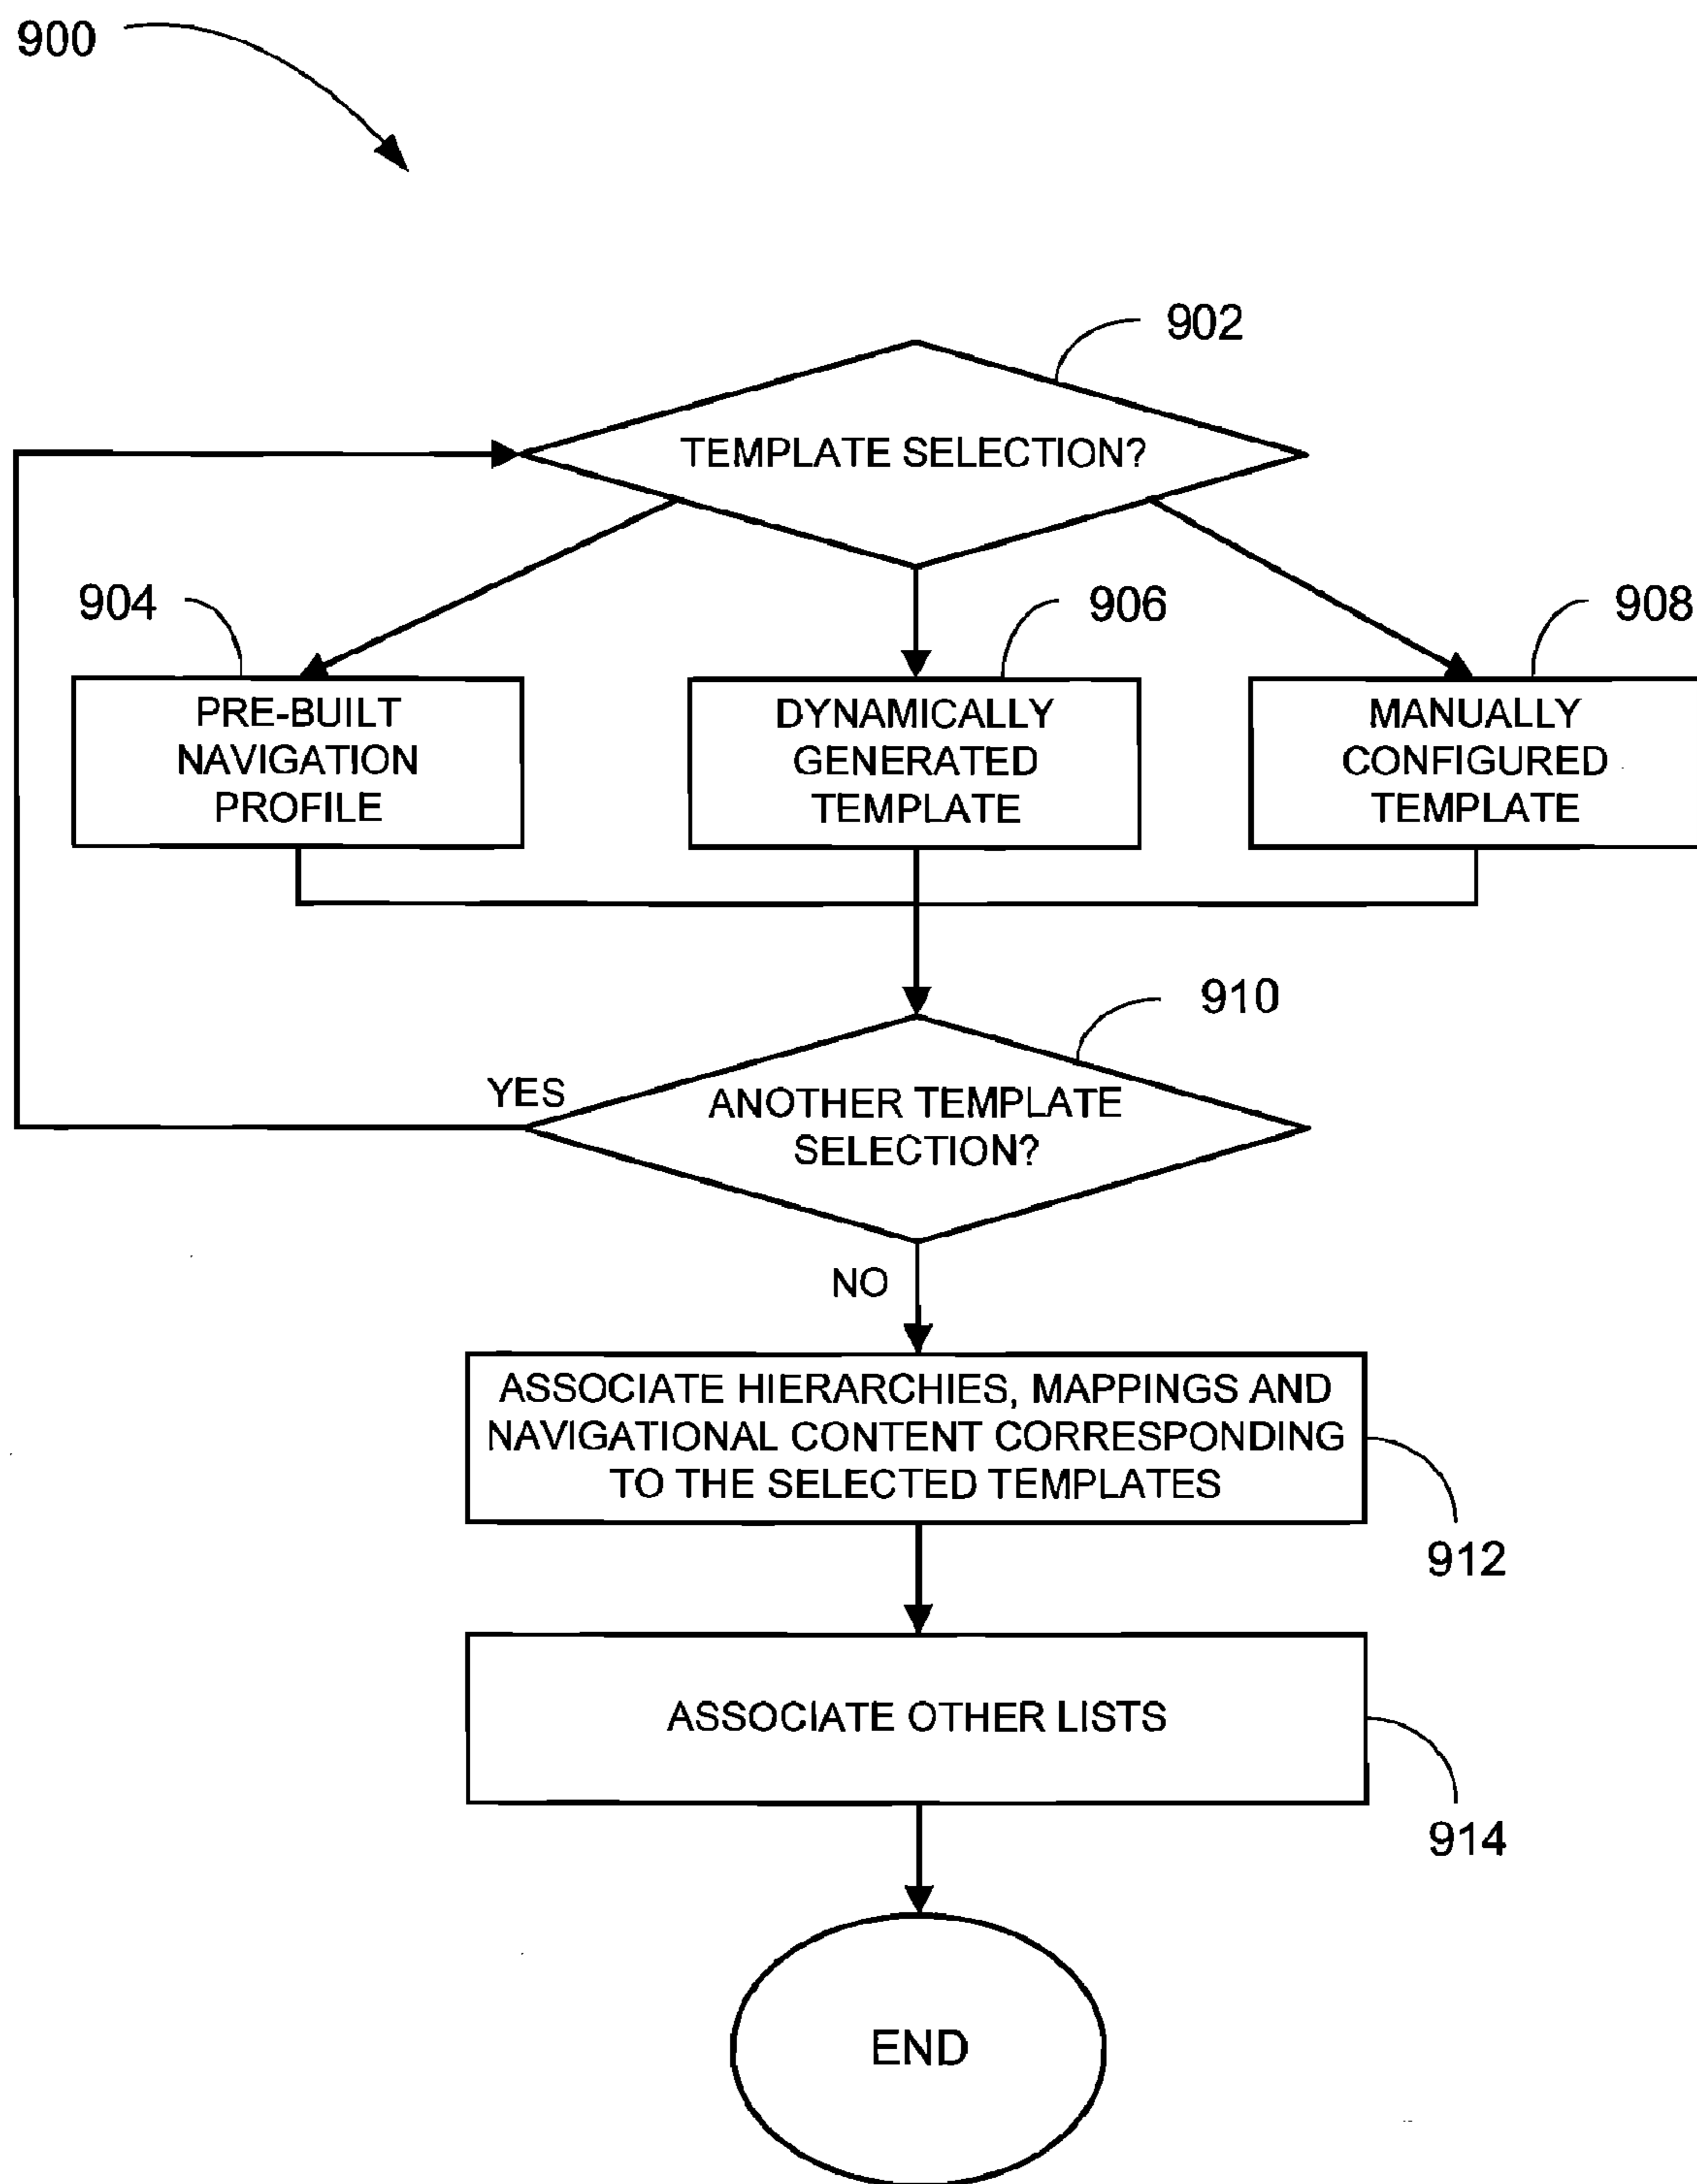 900
902
TEMPLATE SELECTION?
904
906
908
PRE-BUILT
NAVIGATION
PROFILE
DYNAMICALLY
GENERATED
TEMPLATE
MANUALLY
CONFIGURED
TEMPLATE
910
YES
ANOTHER TEMPLATE
SELECTION?
NO
ASSOCIATE HIERARCHIES, MAPPINGS AND
NAVIGATIONAL CONTENT CORRESPONDING
TO THE SELECTED TEMPLATES
912
ASSOCIATE OTHER LISTS
914
END